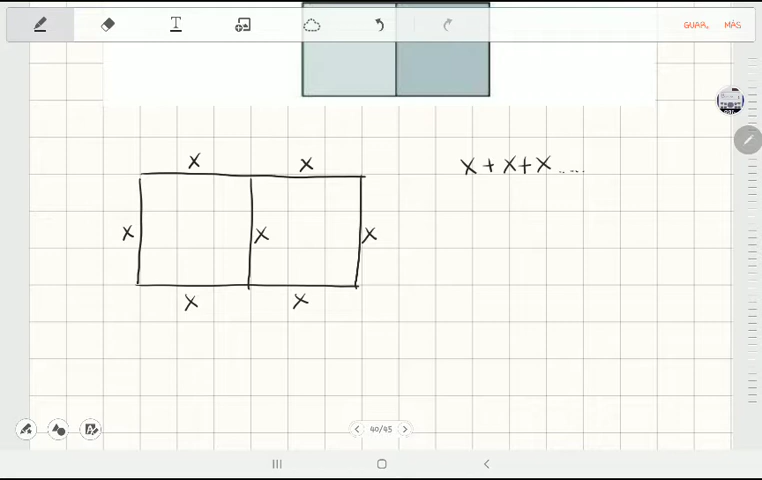 T
GUAR. MÁS
x x
x + x + x .....
x x x
x x
40/45